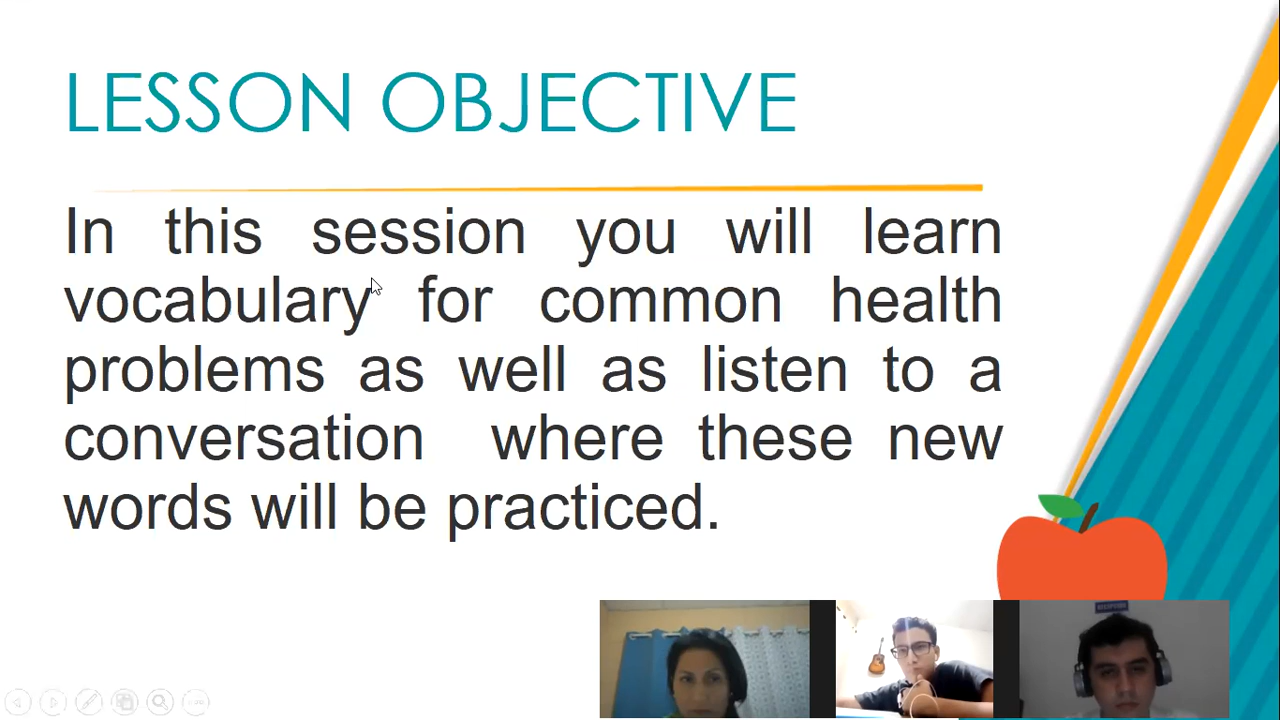 LESSON OBJECTIVE
In this session you will learn
vocabulary for common health
problems as well as listen to a
conversation where these new
words will be practiced.